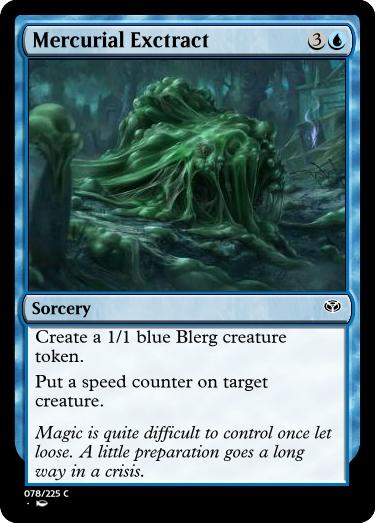 Mercurial Exctract 3
Sorcery
Create a 1/1 blue Blerg creature
token.
Put a speed counter on target
creature.
Magic is quite difficult to control once let
loose. A little preparation goes a long
way in a crisis.
078/225 C